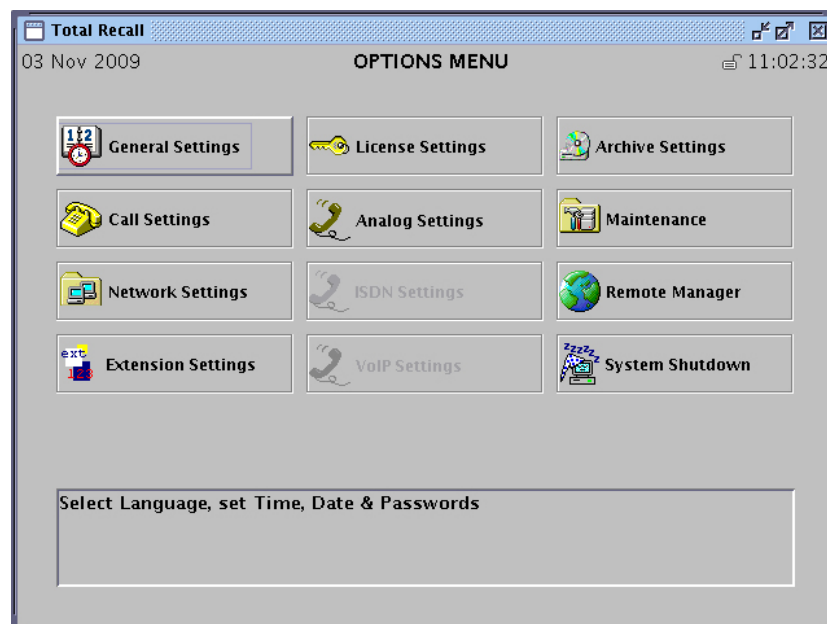 Total Recall
03 Nov 2009 OPTIONS MENU 11:02:32
General Settings License Settings Archive Settings
Call Settings Analog Settings Maintenance
Network Settings ISDN Settings Remote Manager
ext
123
Extension Settings VoIP Settings System Shutdown
Select Language, set Time, Date & Passwords